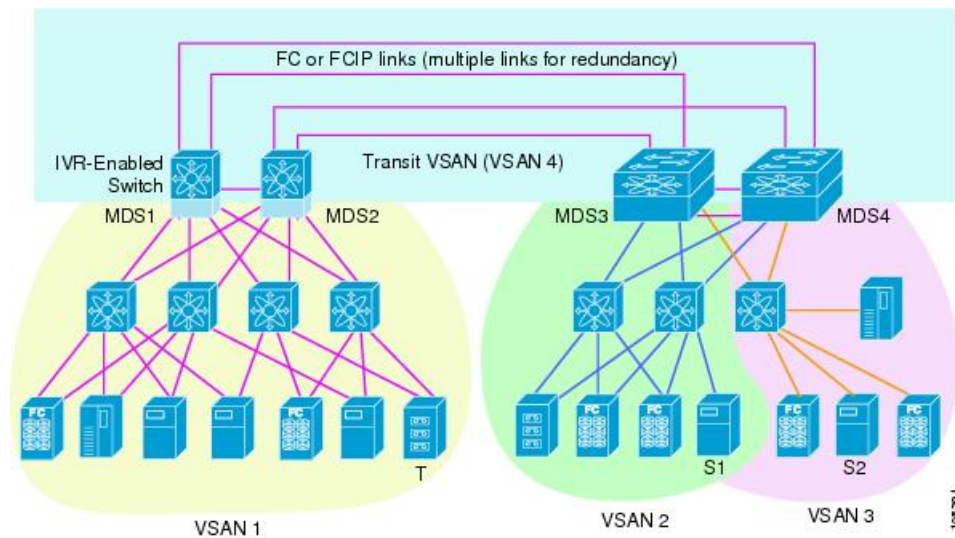 FC or FCIP links (multiple links for redundancy)
IVR-Enabled
Switch
Transit VSAN (VSAN 4)
MDS1
MDS2
MDS3
MDS4
FC
FC
FC
FC
FC
FC
T
S1
S2
VSAN 1
VSAN 2
VSAN 3